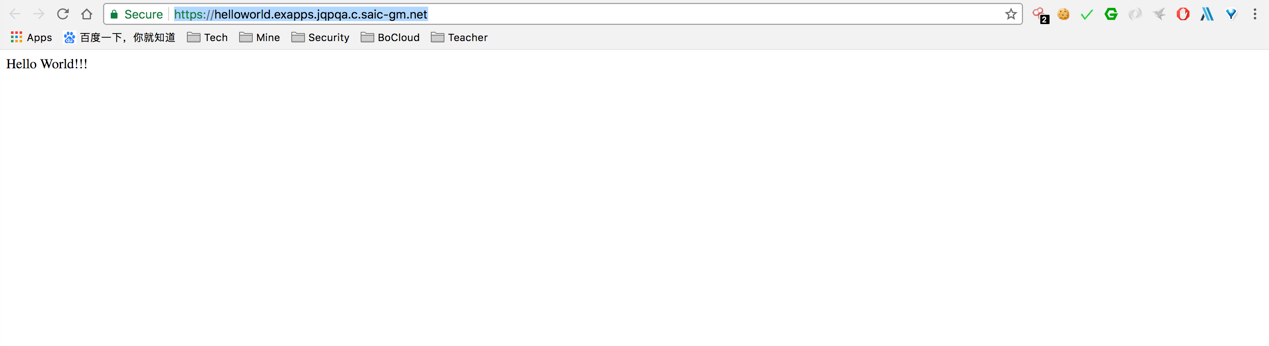 Secure https://helloworld.exapps.jqpqa.c.saic-gm.net 2
Apps 百度一下，你就知道 Tech Mine Security BoCloud Teacher
Hello World!!!